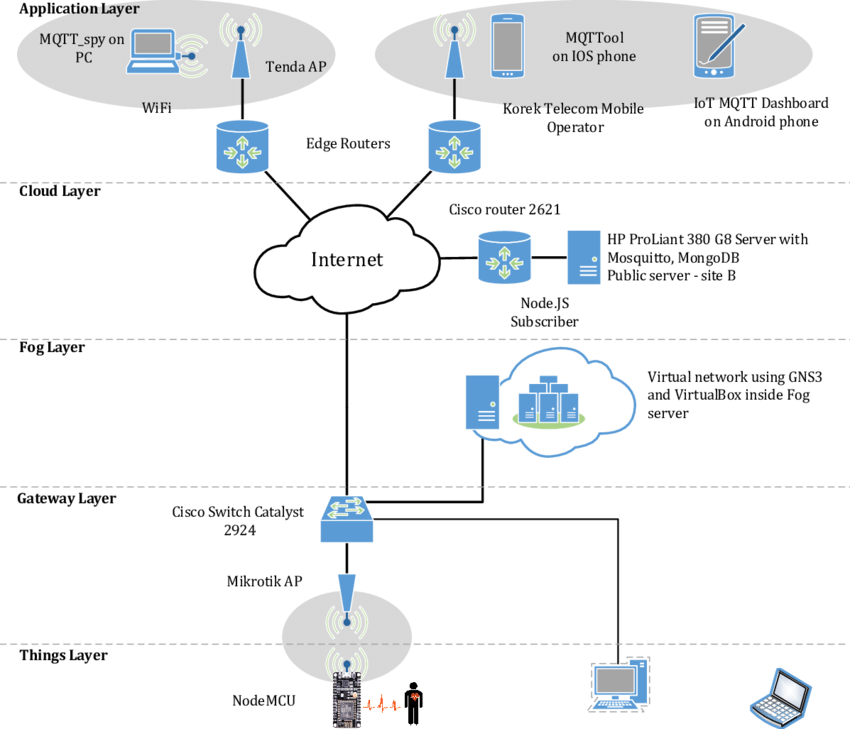 Application Layer
MQTT_spy on
PC
Tenda AP
WiFi
MQTTool
on IOS phone
Korek Telecom Mobile
Operator
IoT MQTT Dashboard
on Android phone
Edge Routers
Cloud Layer
Cisco router 2621
Internet
HP ProLiant 380 G8 Server with
Mosquitto, MongoDB
Public server - site B
Node.JS
Subscriber
Fog Layer
Virtual network using GNS3
and VirtualBox inside Fog
server
Gateway Layer
Cisco Switch Catalyst
2924
Mikrotik AP
Things Layer
NodeMCU